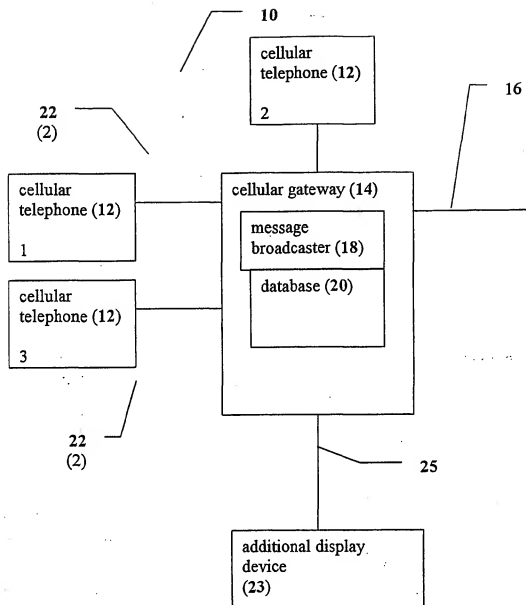 10
cellular
telephone (12)
2
16
22
(2)
cellular
telephone (12)
1
cellular gateway (14)
message
broadcaster (18)
database (20)
cellular
telephone (12)
3
22
(2)
25
additional display
device
(23)